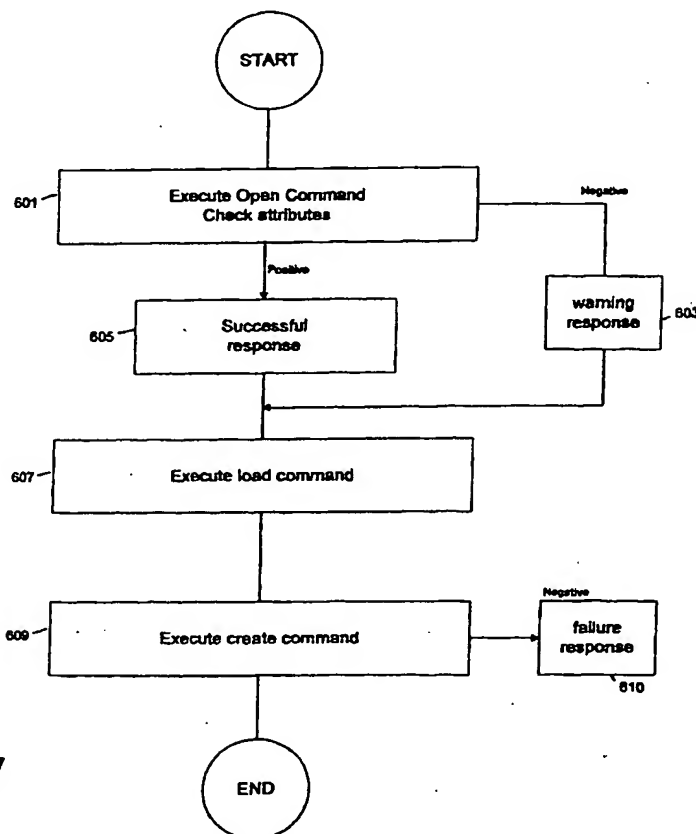 START
601
Execute Open Command
Check attributes
Negative
Positive
605
Successful
response
warning
response
603
607
Execute load command
609
Execute create command
Negative
failure
response
610
END